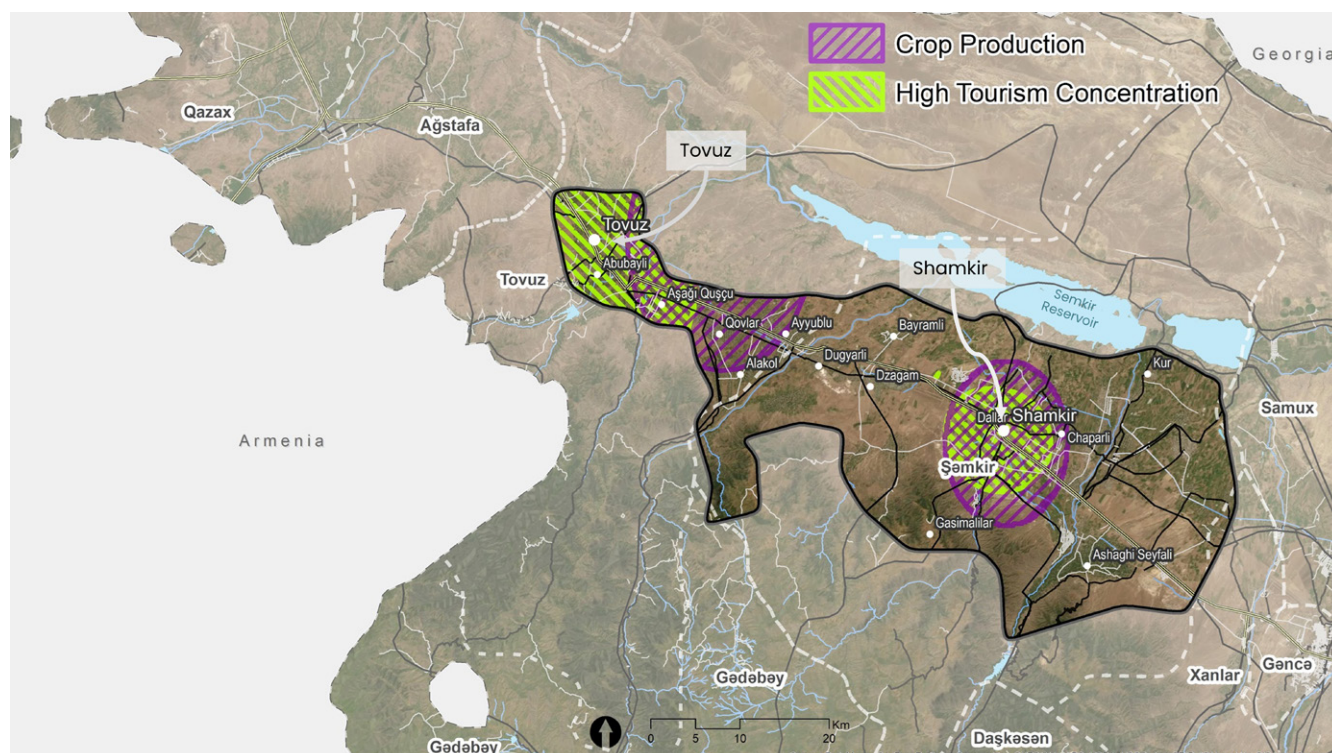 Crop Production
High Tourism Concentration
Georgia
Qazax
Ağstafa
Tovuz
Tovuz
Abubayli
Tovuz
Aşağı Quşçu
Shamkir
Semkir
Reservoir
Qovlar
Ayyublu
Bayramli
Alakol
Dugyarli
Dzagam
Kur
Samux
Armenia
Dallar
Shamkir
Chaparli
Şəmkir
Gasimalilar
Ashaghi Seyfali
Gədəbəy
Xanlar
Gəncə
Gədəbəy
Daşkəsən
Km
0 5 10 20